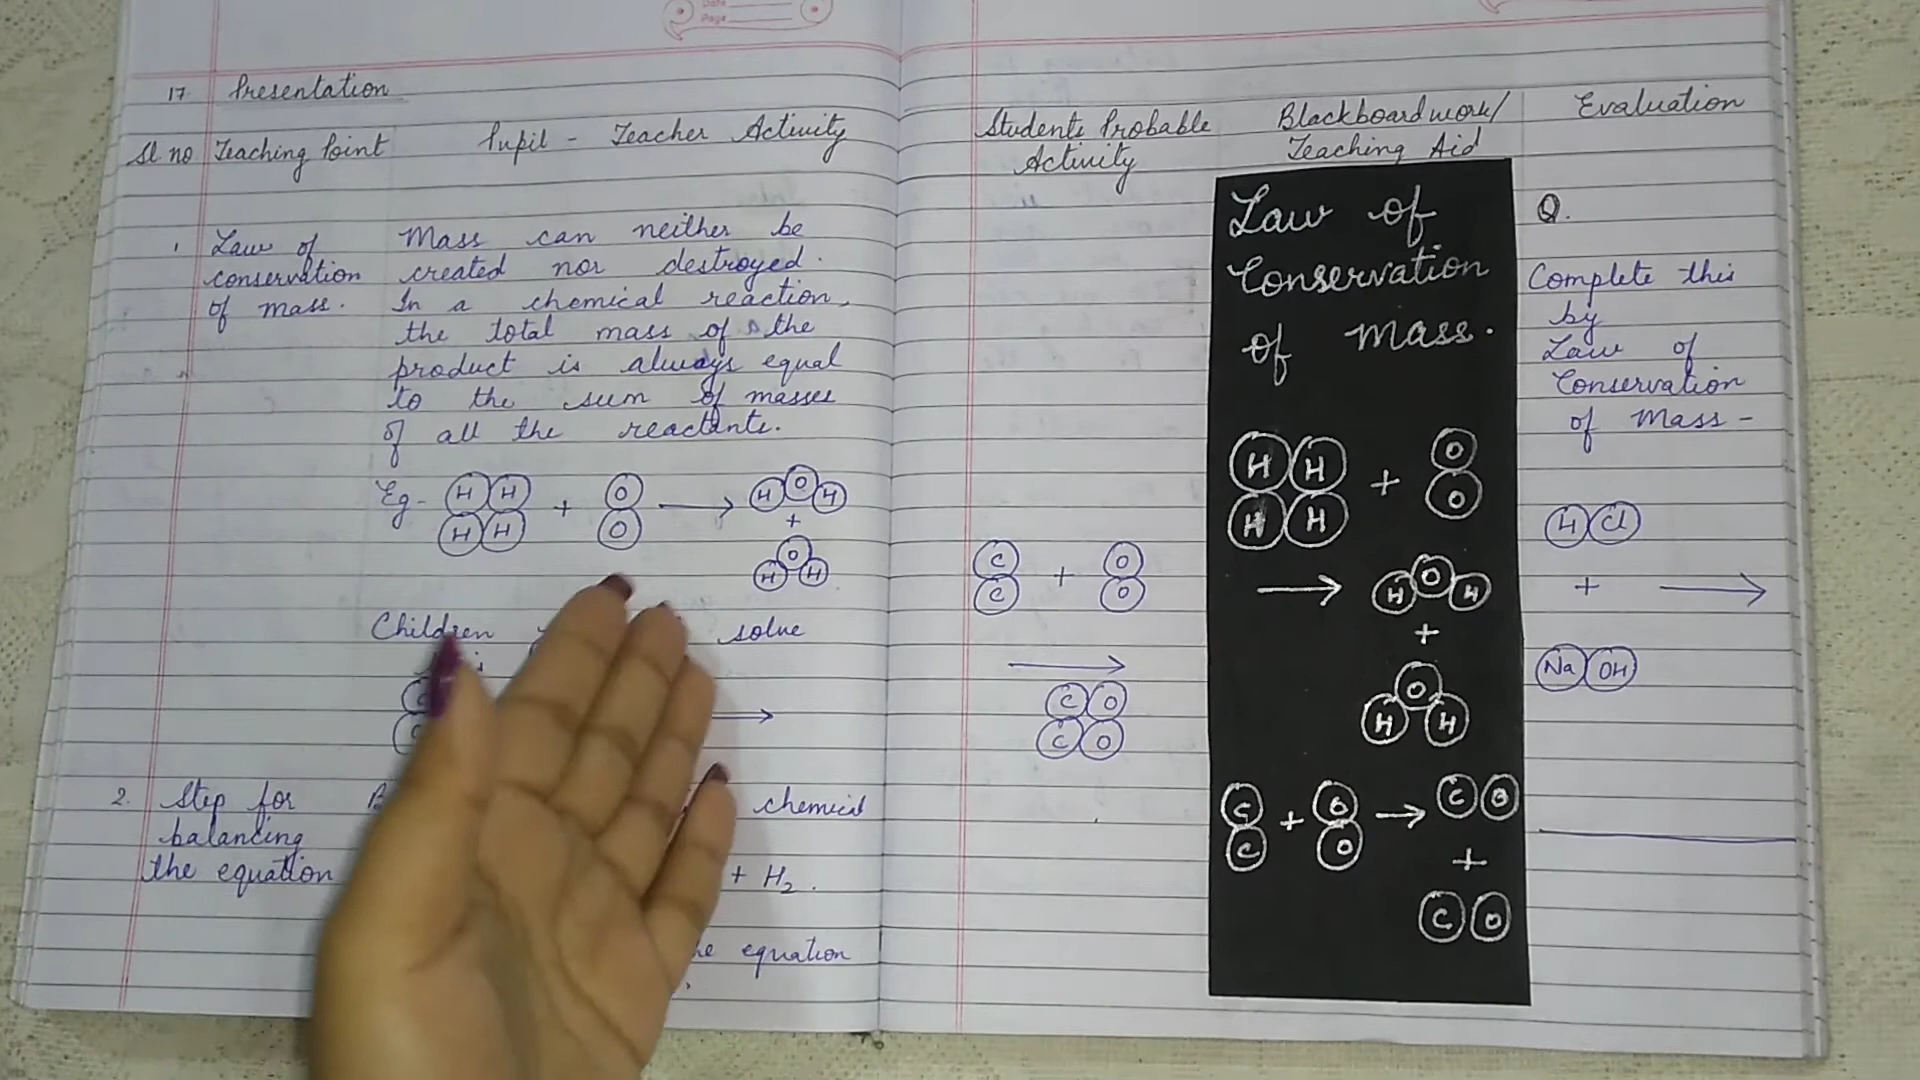 Date
Page
17. Presentation
Sl. no Teaching Point Pupil - Teacher Activity
1. Law of conservation of mass.
Mass can neither be
created nor destroyed.
In a chemical reaction,
the total mass of the
product is always equal
to the sum of masses
of all the reactants.
Eg- H H + O → H O H
H H O +
H O H
Children solve
→
2. Step for
balancing
the equation
chemical
+ H₂.
equation
Students Probable
Activity
C + O
C O
→
C O
C O
Blackboard work/
Teaching Aid
Law of
Conservation
of mass.
H H + O
H H O
→ H O H
+
H O H
C + O → C O
C O +
C O
Evaluation
Q.
Complete this
by
Law of
Conservation
of Mass -
H Cl
+ →
Na OH